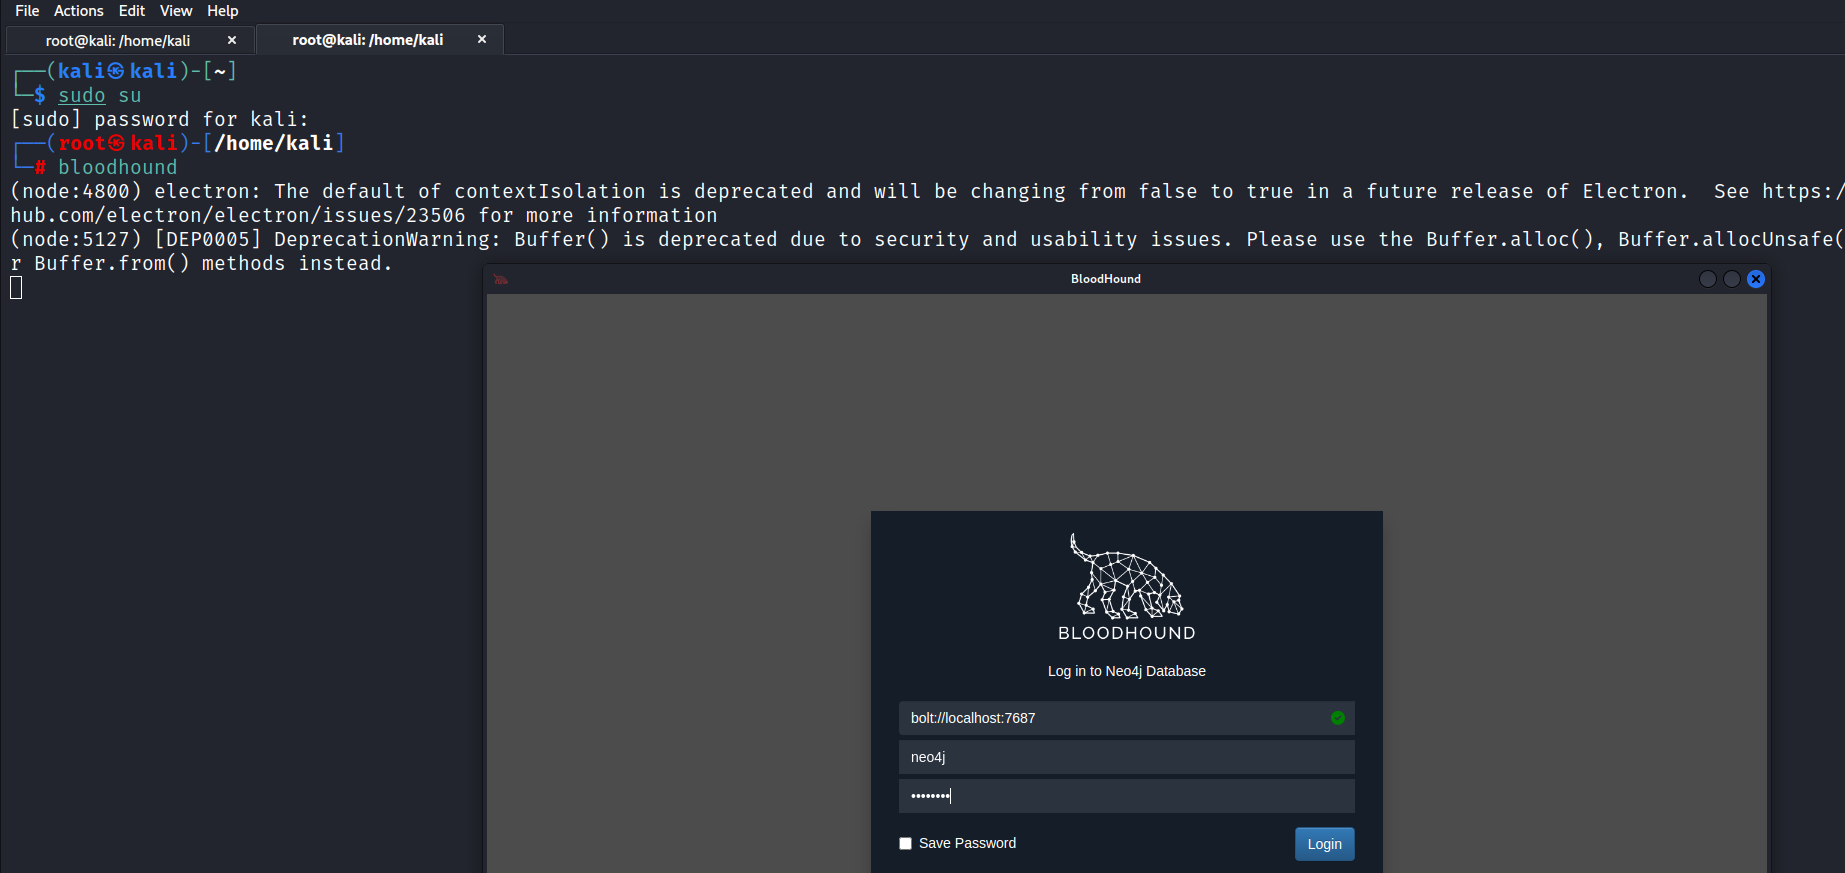 File Actions Edit View Help
root@kali: /home/kali × root@kali: /home/kali ×
┌──(kali㉿kali)-[~]
└─$ sudo su
[sudo] password for kali:
┌──(root㉿kali)-[/home/kali]
└─# bloodhound
(node:4800) electron: The default of contextIsolation is deprecated and will be changing from false to true in a future release of Electron.  See https:/
hub.com/electron/electron/issues/23506 for more information
(node:5127) [DEP0005] DeprecationWarning: Buffer() is deprecated due to security and usability issues. Please use the Buffer.alloc(), Buffer.allocUnsafe(
r Buffer.from() methods instead.
BloodHound
BLOODHOUND
Log in to Neo4j Database
bolt://localhost:7687
neo4j
••••••••
Save Password
Login